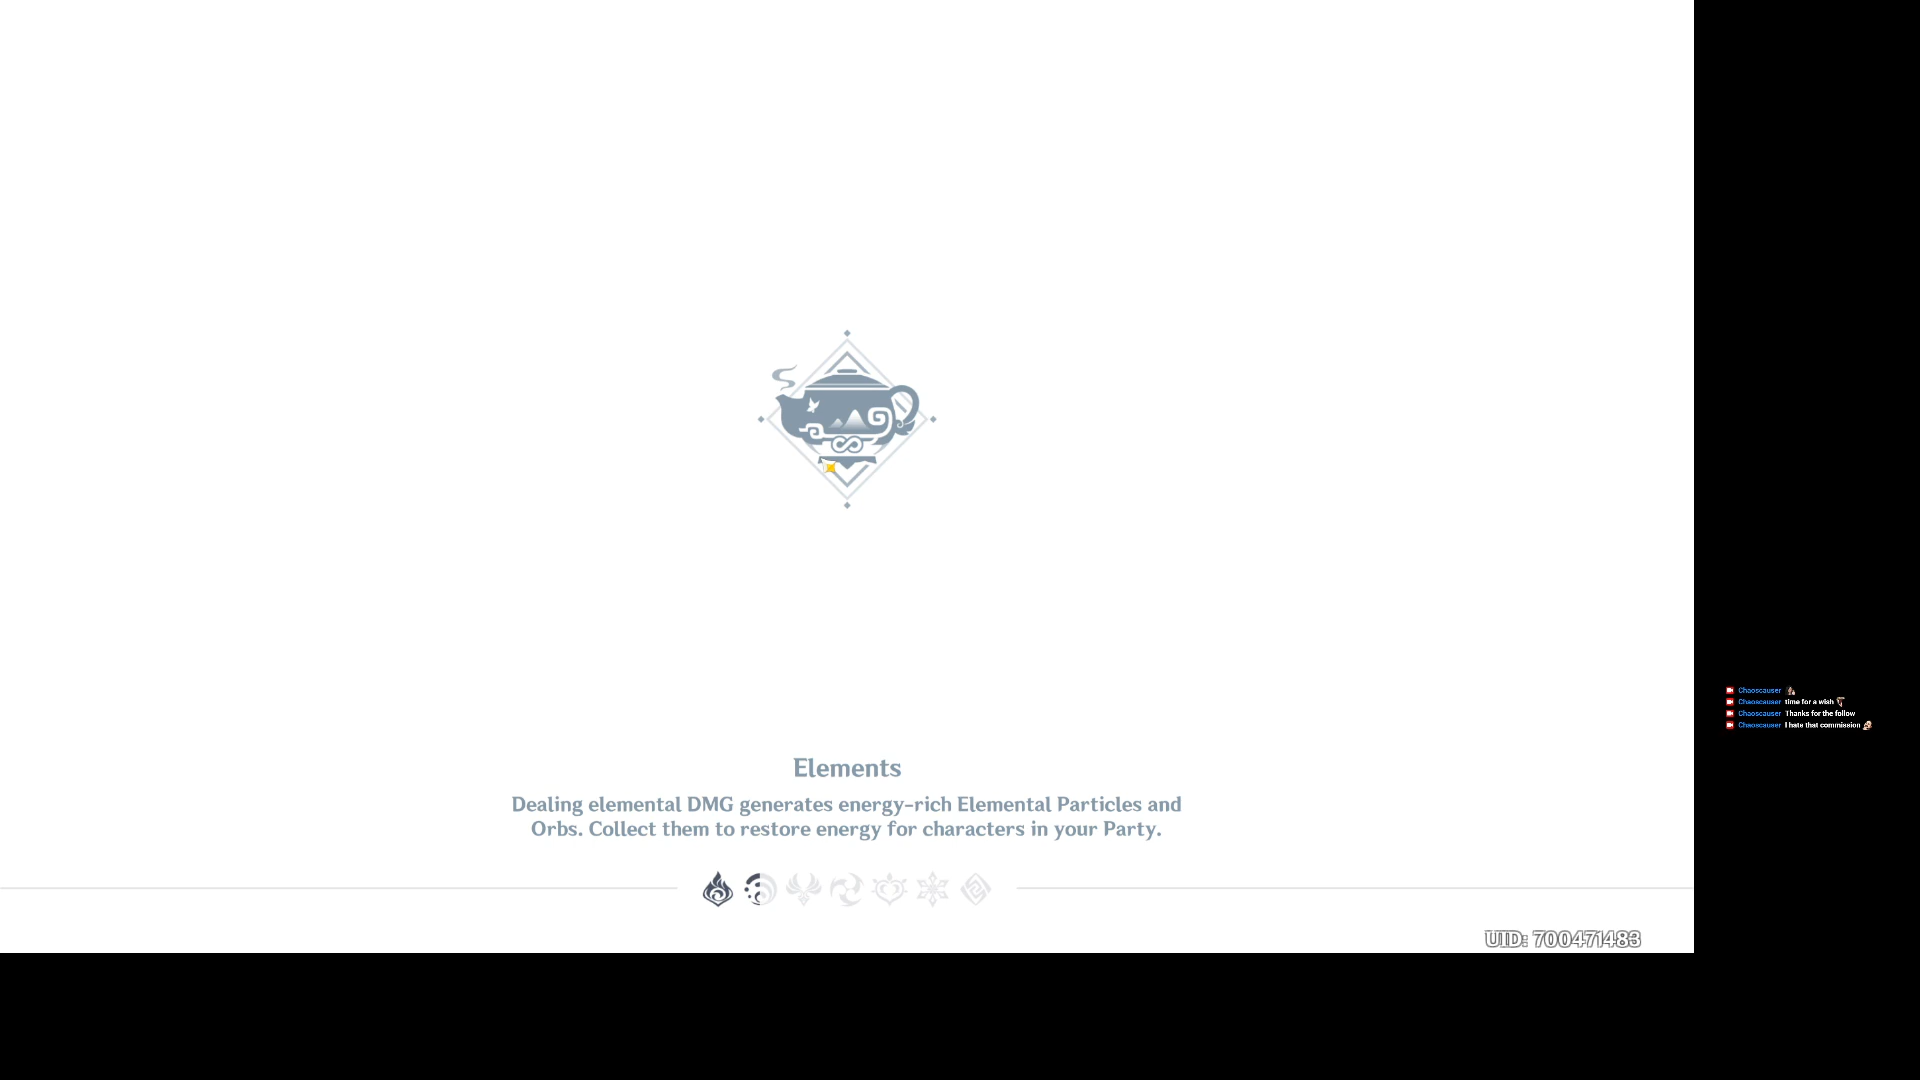 Chaoscauser
Chaoscauser time for a wish
Chaoscauser Thanks for the follow
Chaoscauser I hate that commission
Elements
Dealing elemental DMG generates energy-rich Elemental Particles and
Orbs. Collect them to restore energy for characters in your Party.
UID: 700471483